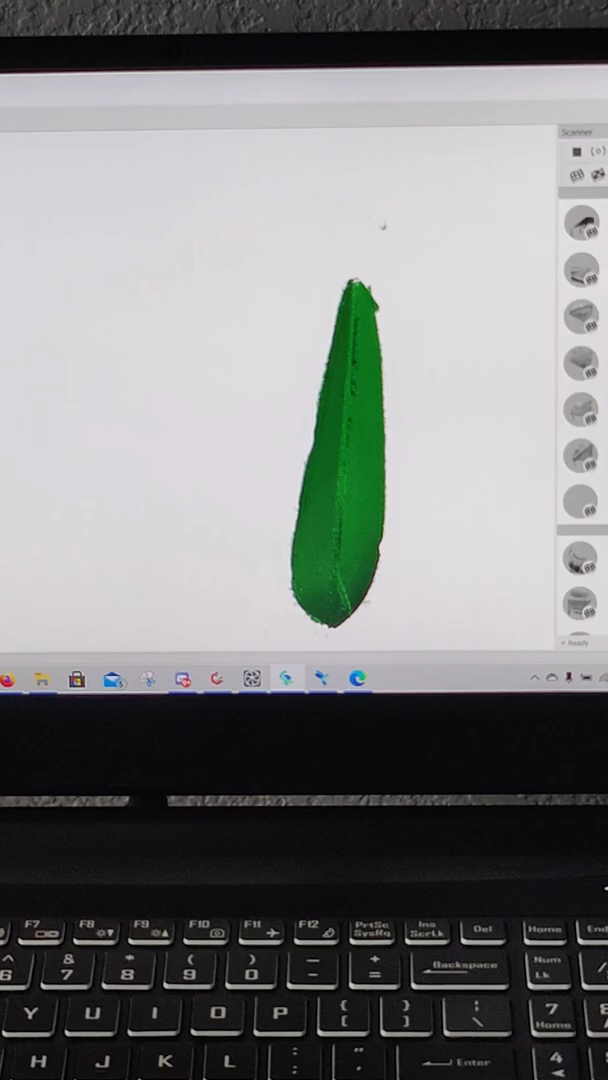 Scanner
Ready
F7
F8
F9
F10
F11
F12
PrtSc
SysRq
Ins
ScrLk
Del
Home
End
^
6
&
7
*
8
(
9
)
0
-
+
=
Backspace
Num
Lk
/
Y
U
I
O
P
{
[
}
]
\
7
Home
8
H
J
K
L
:
;
"
Enter
4